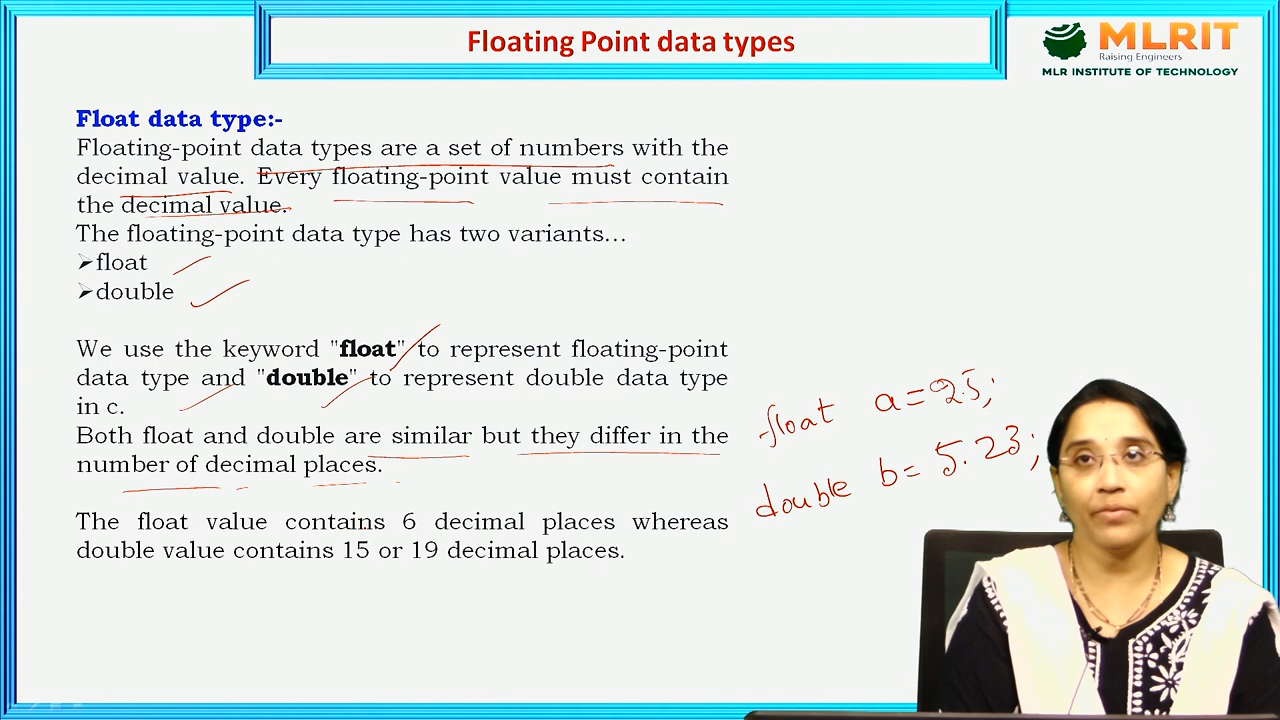 Floating Point data types
MLRIT
Raising Engineers
MLR INSTITUTE OF TECHNOLOGY
Float data type:-
Floating-point data types are a set of numbers with the
decimal value. Every floating-point value must contain
the decimal value.
The floating-point data type has two variants...
➢float
➢double
We use the keyword "float" to represent floating-point
data type and "double" to represent double data type
in c.
Both float and double are similar but they differ in the
number of decimal places.
The float value contains 6 decimal places whereas
double value contains 15 or 19 decimal places.
float a=2.5;
double b= 5.23;